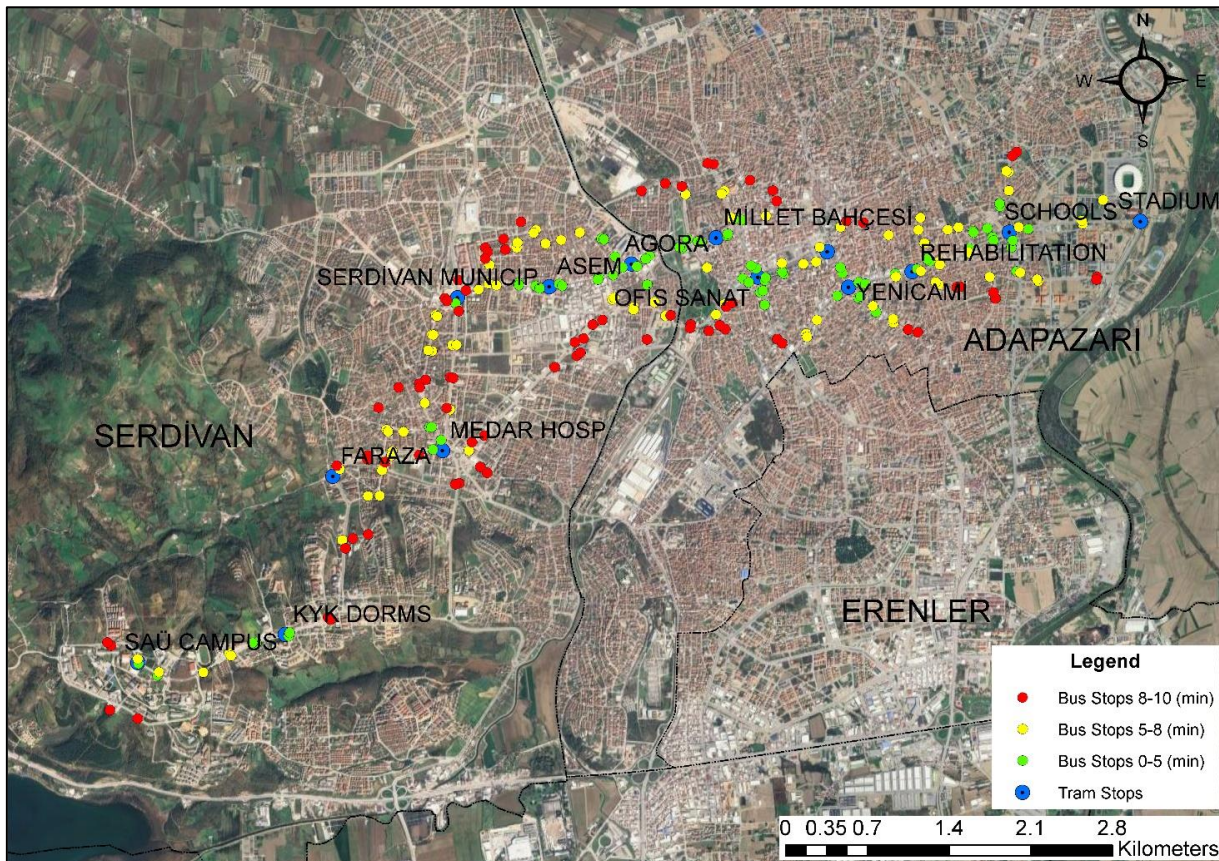 N
W E
S
MİLLET BAHÇESİ
SCHOOLS
STADIUM
AGORA
REHABILITATION
ASEM
SERDİVAN MUNICIP
OFİS SANAT
YENİCAMİ
ADAPAZARI
SERDİVAN
MEDAR HOSP
FARAZA
KYK DORMS
ERENLER
SAÜ CAMPUS
Legend
Bus Stops 8-10 (min)
Bus Stops 5-8 (min)
Bus Stops 0-5 (min)
Tram Stops
0 0.35 0.7 1.4 2.1 2.8
Kilometers